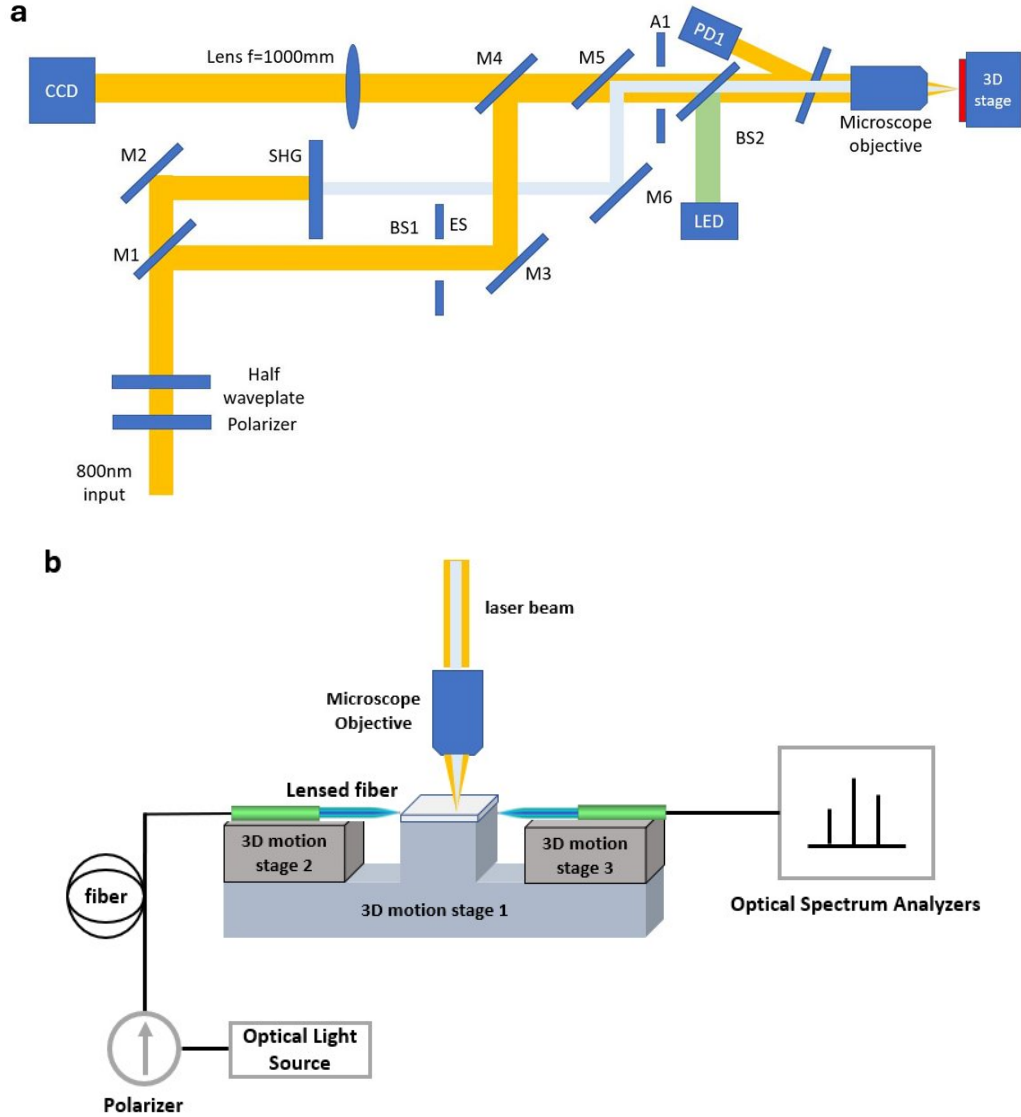 a
CCD
Lens f=1000mm
M4
M5
A1
PD1
3D
stage
Microscope
objective
M2
SHG
BS2
M6
LED
BS1
ES
M1
M3
Half
waveplate
Polarizer
800nm
input
b
laser beam
Microscope
Objective
Lensed fiber
3D motion
stage 2
3D motion
stage 3
3D motion stage 1
fiber
Optical Spectrum Analyzers
Optical Light
Source
Polarizer